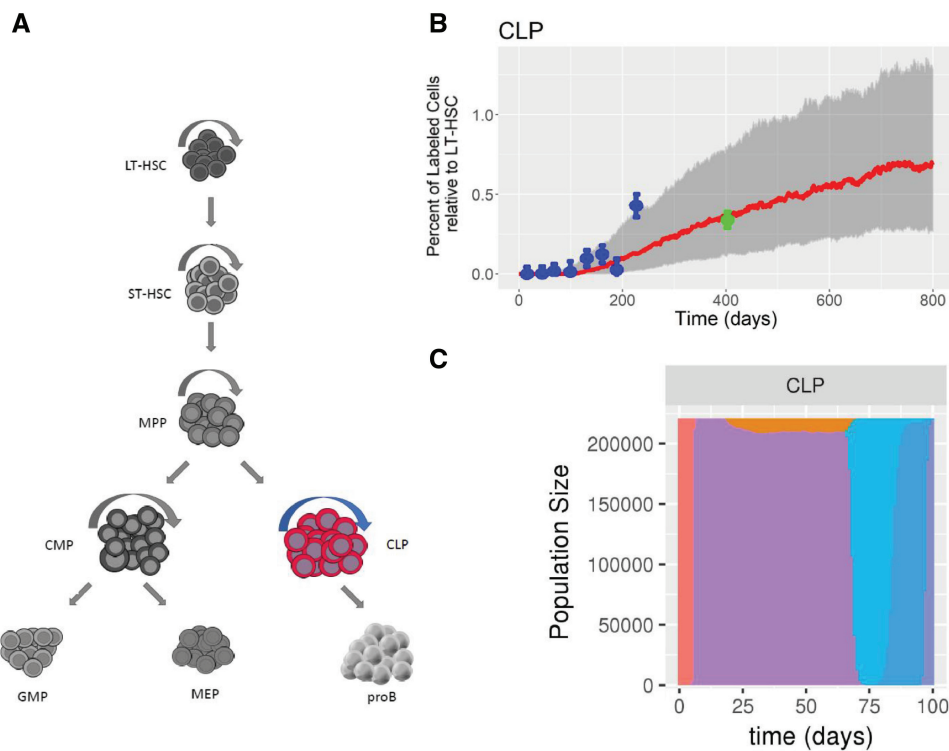 A
LT-HSC
ST-HSC
MPP
CMP
CLP
GMP
MEP
proB
B
CLP
Percent of Labeled Cells
relative to LT-HSC
1.0
0.5
0.0
0
200
400
600
800
Time (days)
C
CLP
Population Size
200000
150000
100000
50000
0
0
25
50
75
100
time (days)